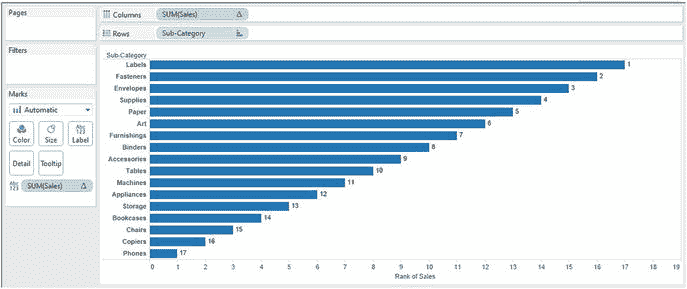 Pages
Columns SUM(Sales) Δ
Rows Sub-Category
Filters
Marks
Automatic
Color Size Abc 123 Label
Detail Tooltip
Abc 123 SUM(Sales) Δ
Sub-Category
Labels 1
Fasteners 2
Envelopes 3
Supplies 4
Paper 5
Art 6
Furnishings 7
Binders 8
Accessories 9
Tables 10
Machines 11
Appliances 12
Storage 13
Bookcases 14
Chairs 15
Copiers 16
Phones 17
0 1 2 3 4 5 6 7 8 9 10 11 12 13 14 15 16 17 18 19
Rank of Sales